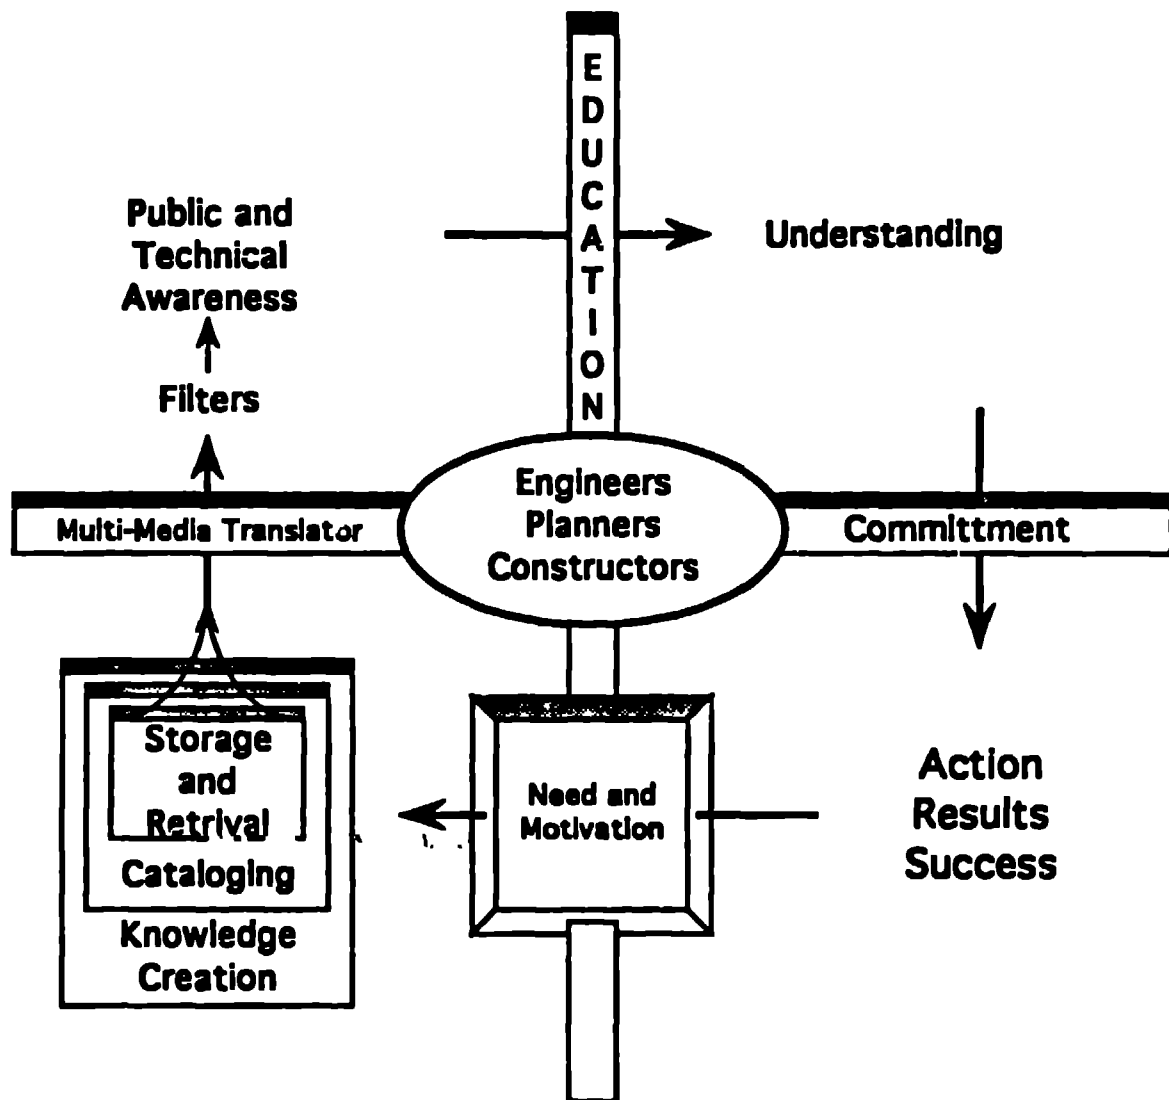 EDUCATION
Public and
Technical
Awareness
Understanding
Filters
Engineers
Planners
Constructors
Multi-Media Translator
Committment
Storage
and
Retrival
Cataloging
Knowledge
Creation
Need and
Motivation
Action
Results
Success